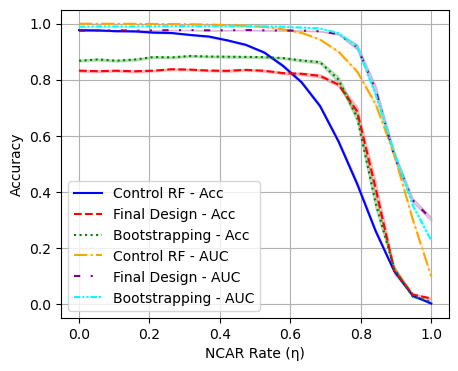 1.0
0.8
0.6
0.4
0.2
0.0
Accuracy
Control RF - Acc
Final Design - Acc
Bootstrapping - Acc
Control RF - AUC
Final Design - AUC
Bootstrapping - AUC
0.0 0.2 0.4 0.6 0.8 1.0
NCAR Rate (η)